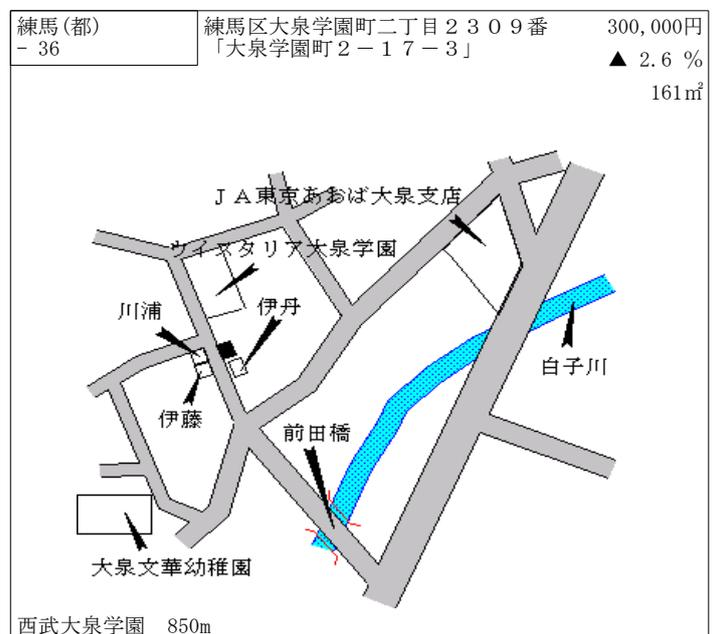 練馬(都)
- 36
練馬区大泉学園町二丁目２３０９番
「大泉学園町２－１７－３」
300,000円
▲ 2.6 %
161㎡
ＪＡ東京あおば大泉支店
ウイスタリア大泉学園
川浦
伊丹
白子川
伊藤
前田橋
大泉文華幼稚園
西武大泉学園　850m